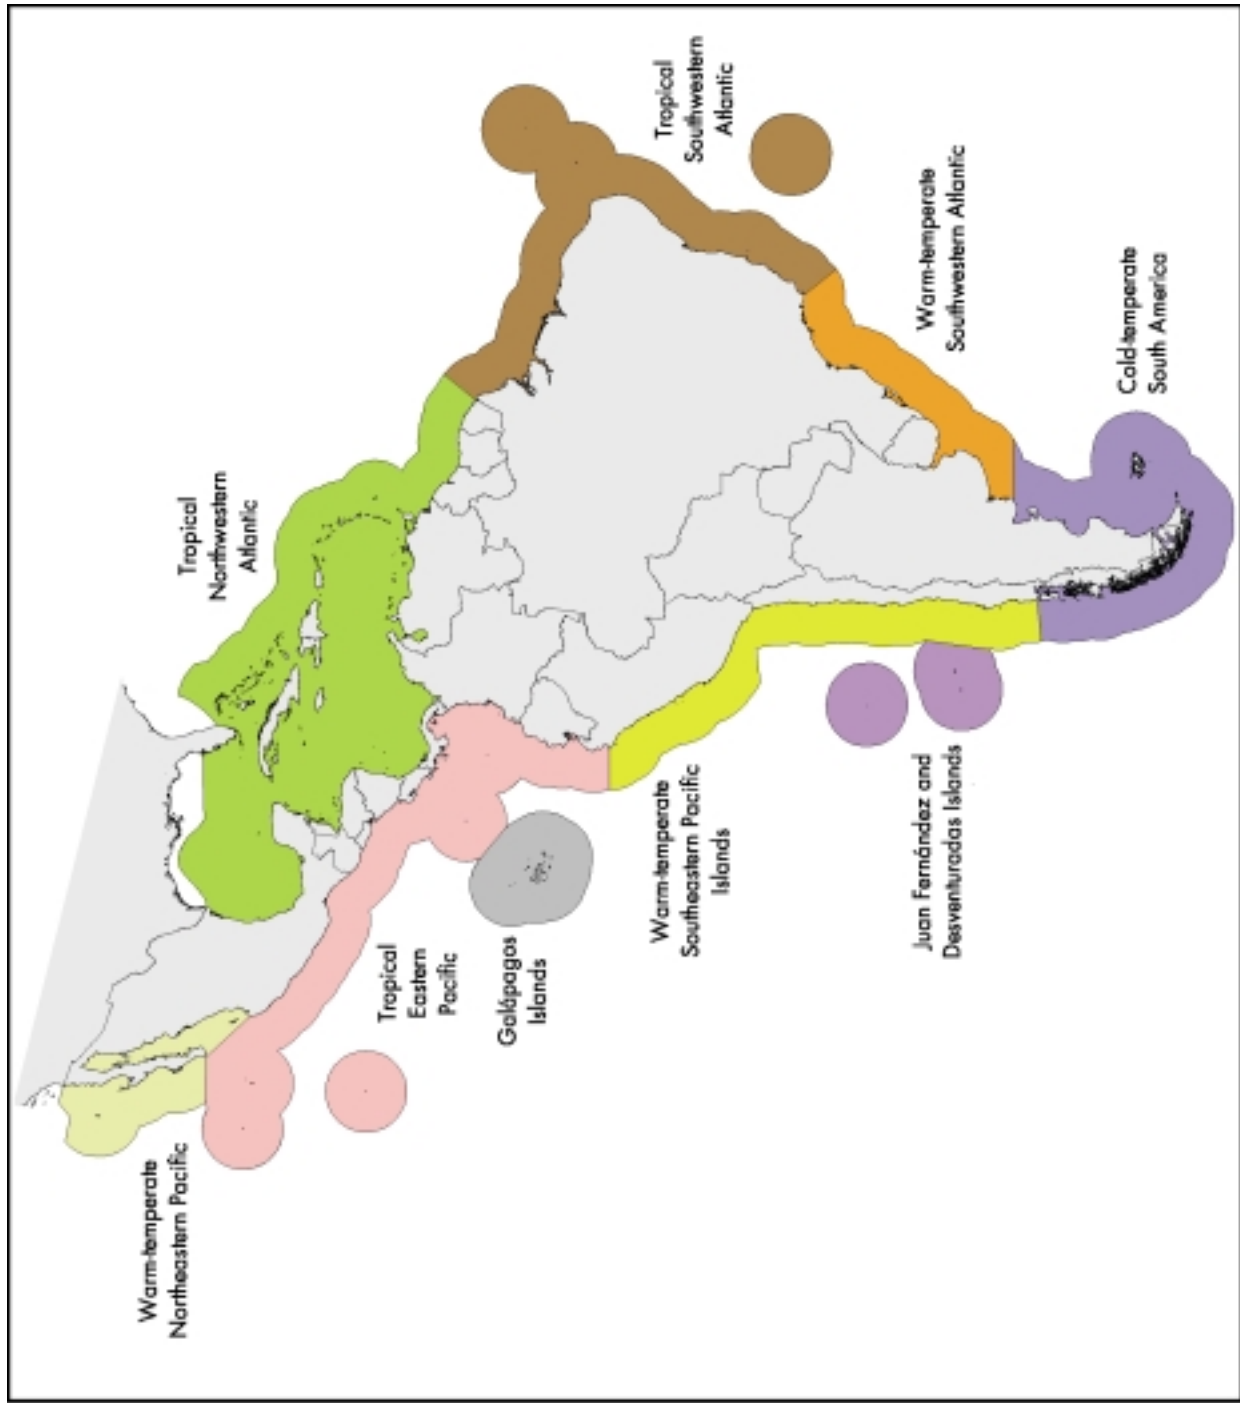 Tropical
Southwestern
Atlantic
Warm-temperate
Southwestern Atlantic
Cold-temperate
South America
Tropical
Northwestern
Atlantic
Warm-temperate
Southeastern Pacific
Islands
Juan Fernández and
Desventuradas Islands
Tropical
Eastern
Pacific
Galápagos
Islands
Warm-temperate
Northeastern Pacific